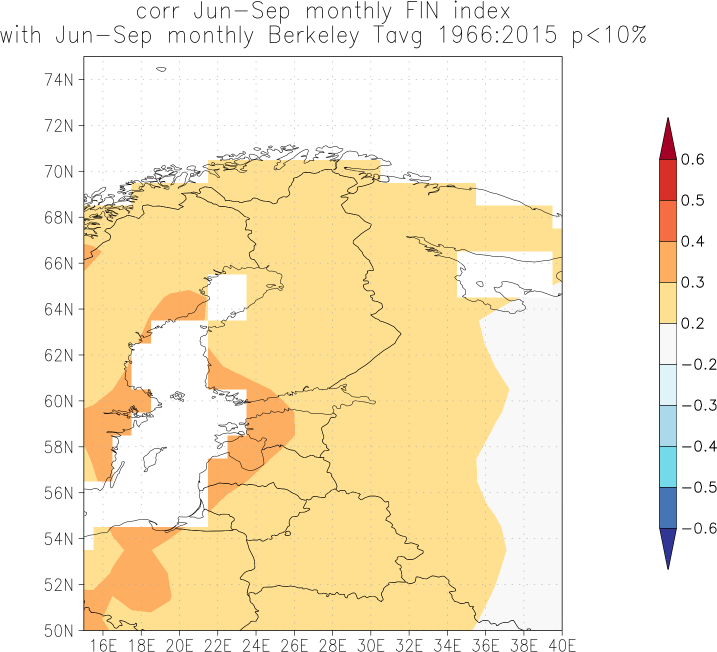 corr Jun-Sep monthly FIN index
with Jun-Sep monthly Berkeley Tavg 1966:2015 p<10%
74N
72N
70N
68N
66N
64N
62N
60N
58N
56N
54N
52N
50N
16E 18E 20E 22E 24E 26E 28E 30E 32E 34E 36E 38E 40E
0.6
0.5
0.4
0.3
0.2
-0.2
-0.3
-0.4
-0.5
-0.6